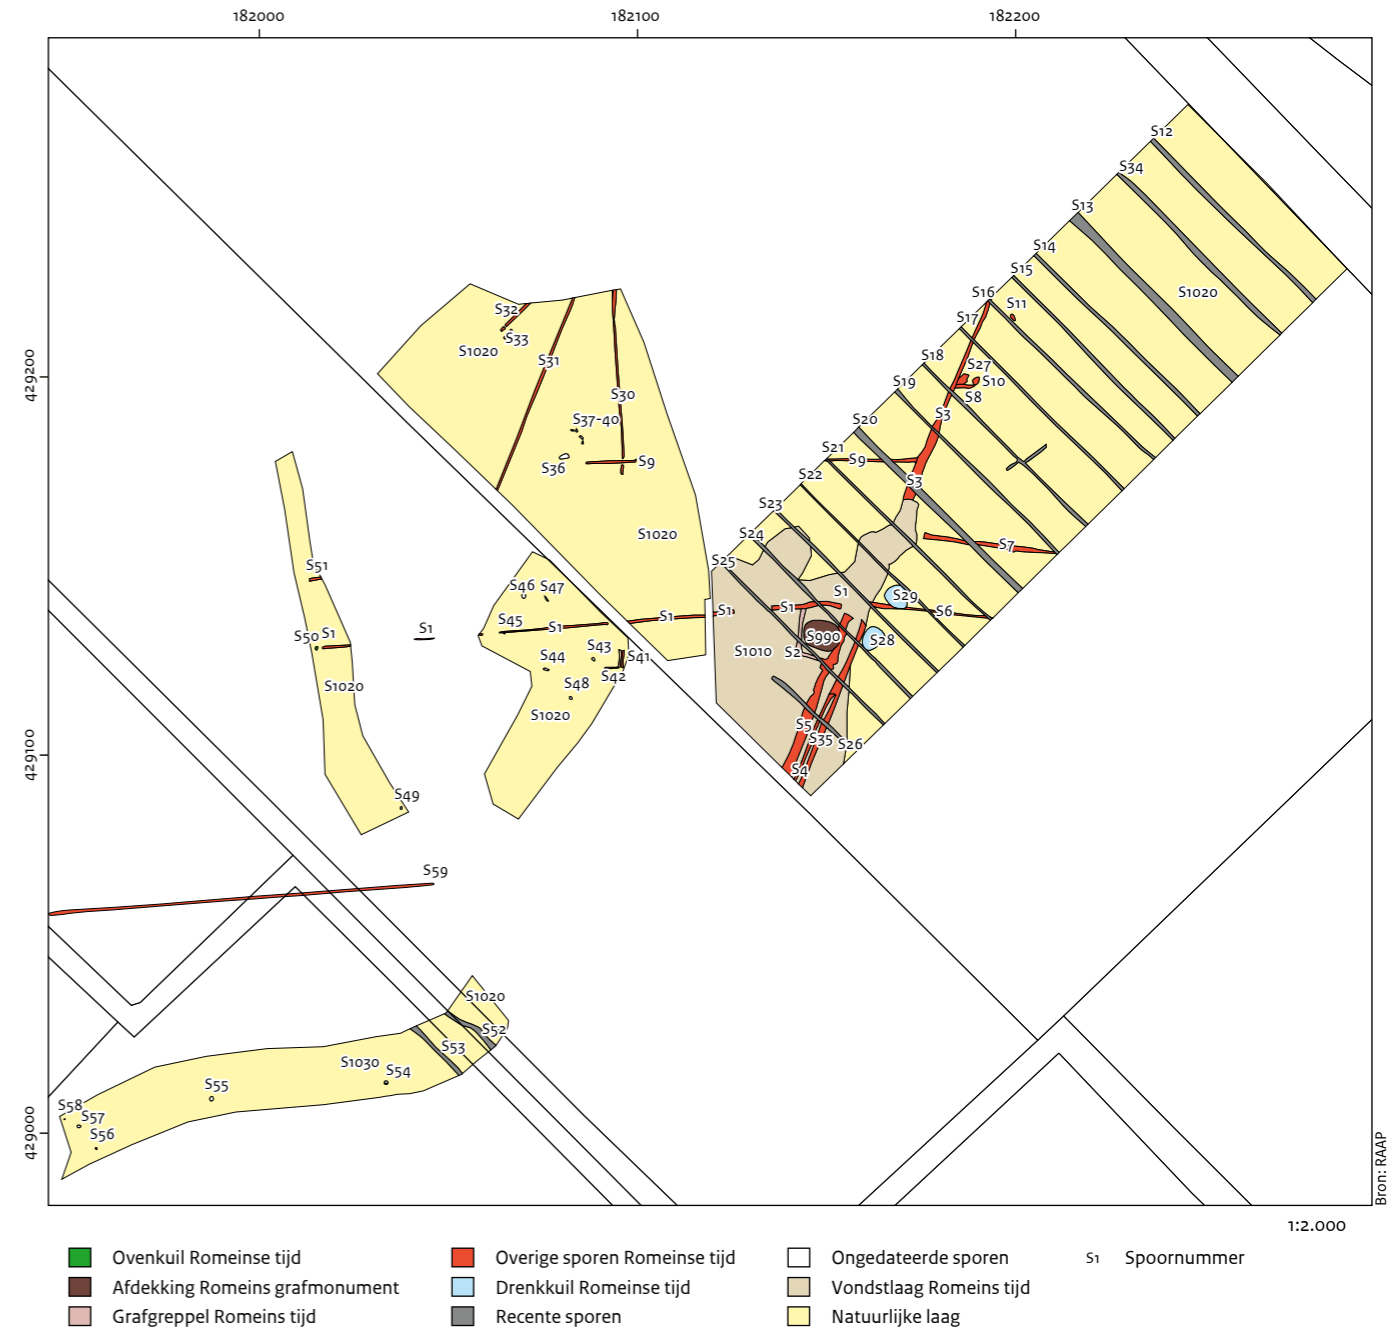 182000 182100 182200
S12
S34
S13
S14
S15
S1020
S16 S11
S17
S32
S33
S1020 S31
S18 S27
S10
S8
S19
429200
S30
S3
S37-40
S20
S21
S36 S9
S9
S22
S3
S23
S1020
S24
S7
S25
S51
S46 S47
S1
S29
S45 S1 S1 S1 S1
S6
S50 S1
S1
S990 S28
S43 S41
S2
S1010
S44
S42
S48
S1020
S1020
S5
S35 S26
429100
S4
S49
S59
S1020
S52
S53
S1030 S54
S55
S58
S57
S56
429000
Bron: RAAP
1:2.000
Ovenkuil Romeinse tijd
Afdekking Romeins grafmonument
Grafgreppel Romeins tijd
Overige sporen Romeinse tijd
Drenkkuil Romeinse tijd
Recente sporen
Ongedateerde sporen
Vondstlaag Romeins tijd
Natuurlijke laag
S1 Spoornummer